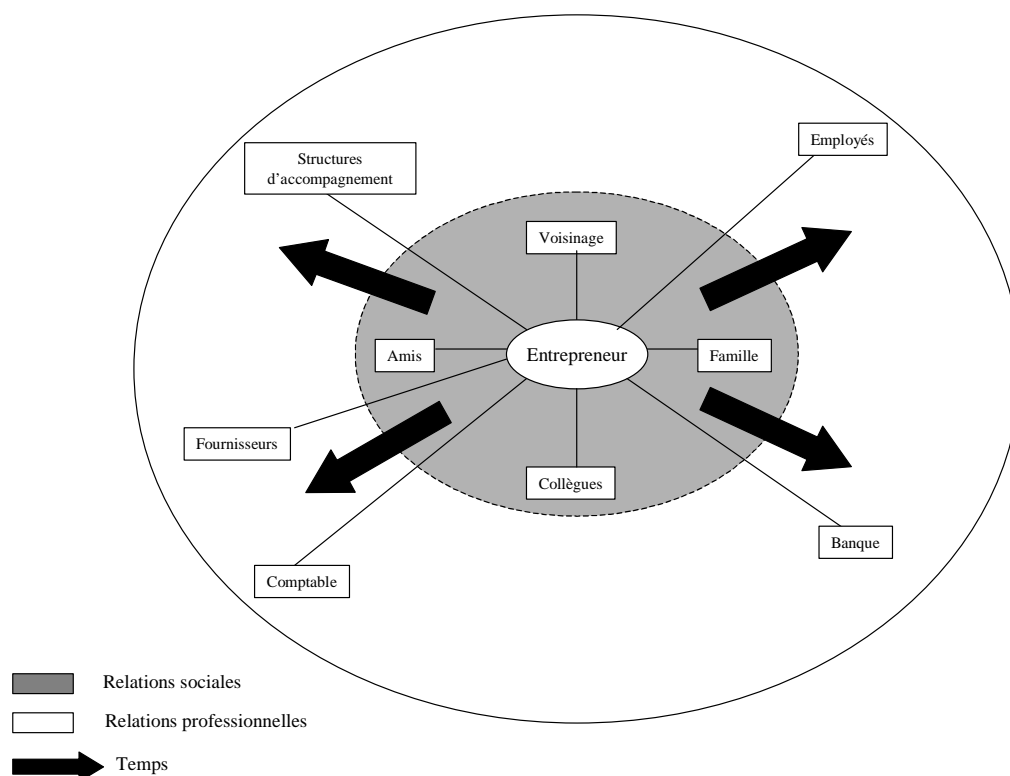 Employés
Structures
d'accompagnement
Voisinage
Amis
Entrepreneur
Famille
Fournisseurs
Collègues
Banque
Comptable
Relations sociales
Relations professionnelles
Temps